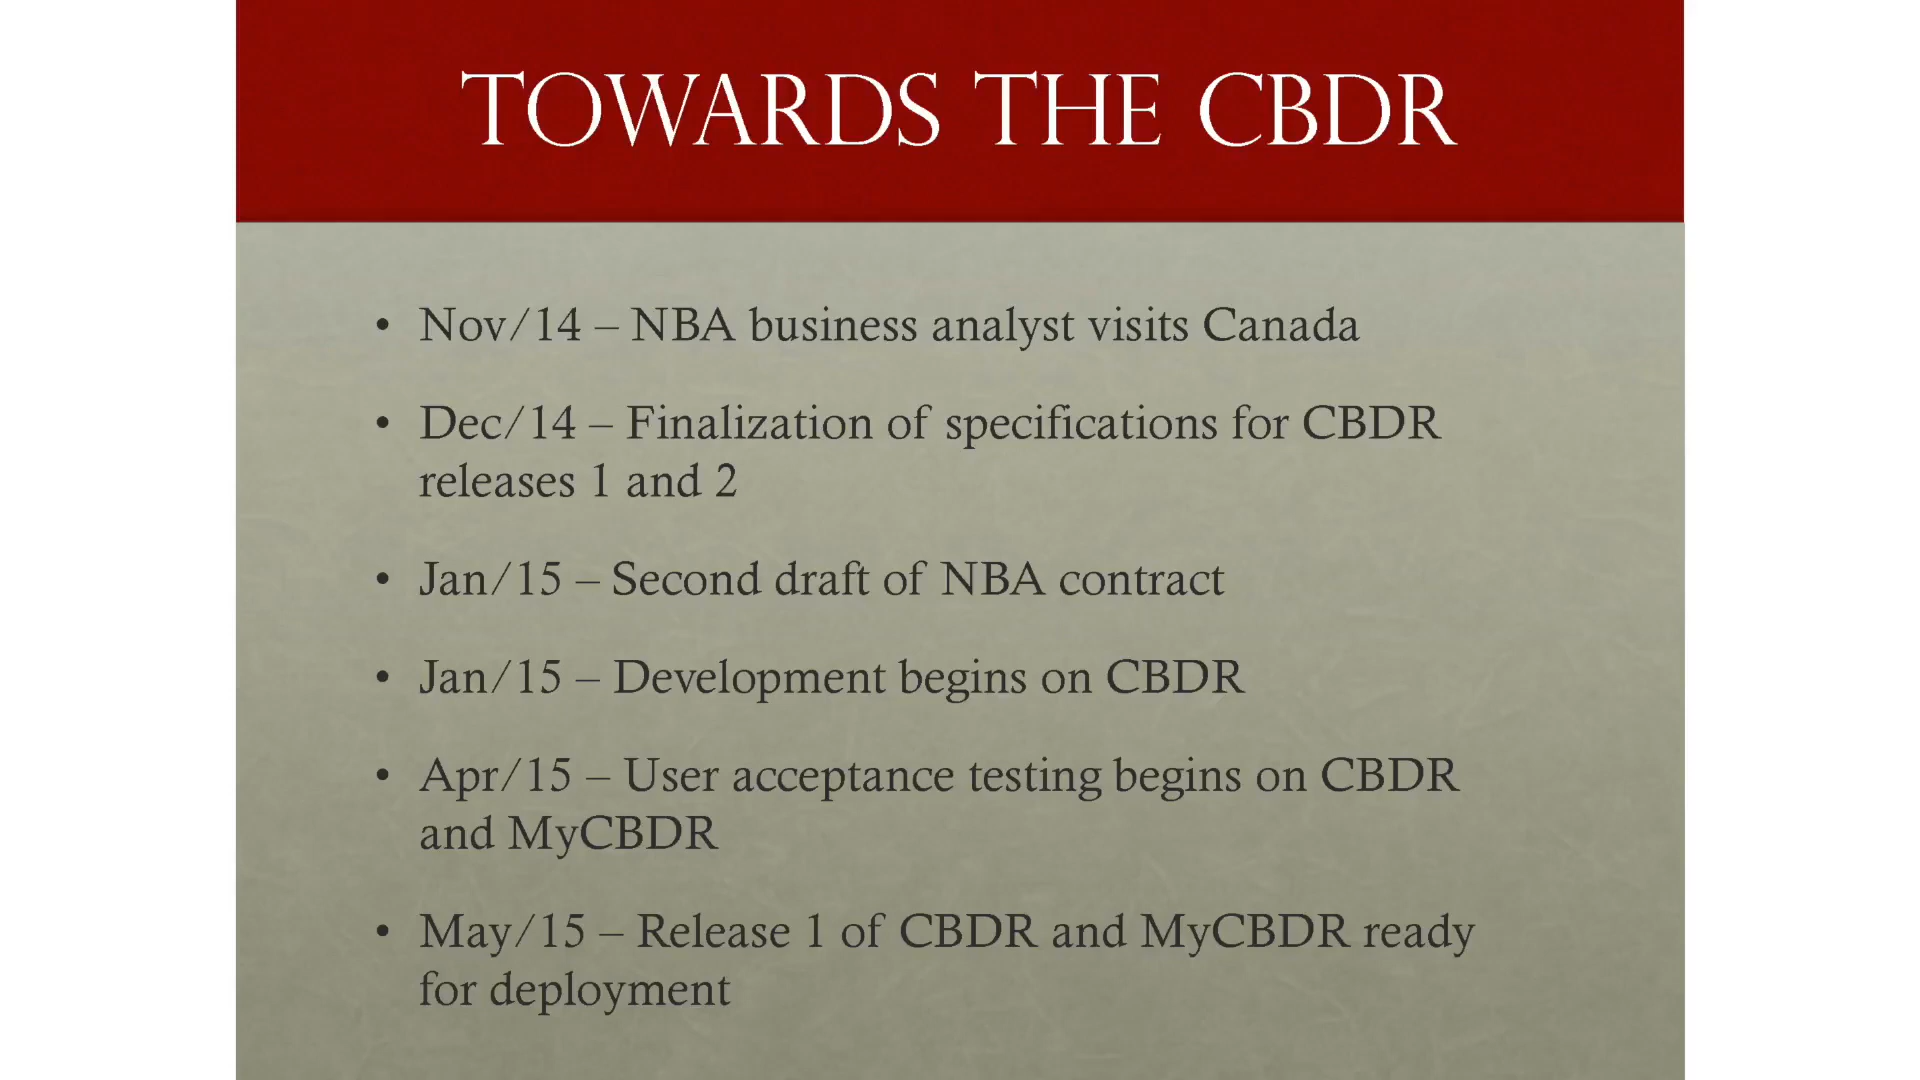 TOWARDS THE CBDR
• Nov/14 – NBA business analyst visits Canada
• Dec/14 – Finalization of specifications for CBDR
releases 1 and 2
• Jan/15 – Second draft of NBA contract
• Jan/15 – Development begins on CBDR
• Apr/15 – User acceptance testing begins on CBDR
and MyCBDR
• May/15 – Release 1 of CBDR and MyCBDR ready
for deployment